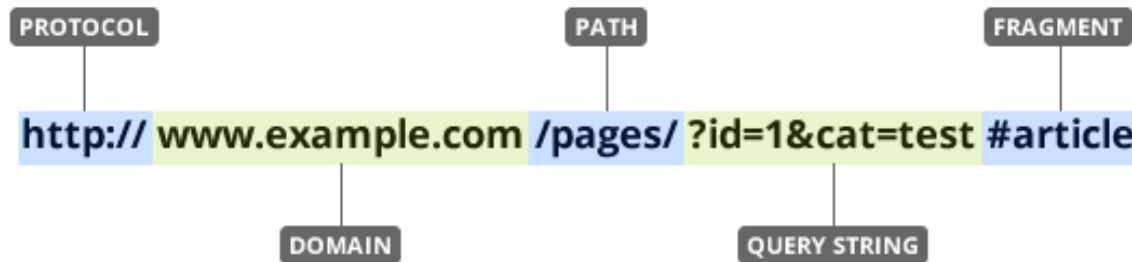 PROTOCOL PATH FRAGMENT
http:// www.example.com /pages/ ?id=1&cat=test #article
DOMAIN QUERY STRING